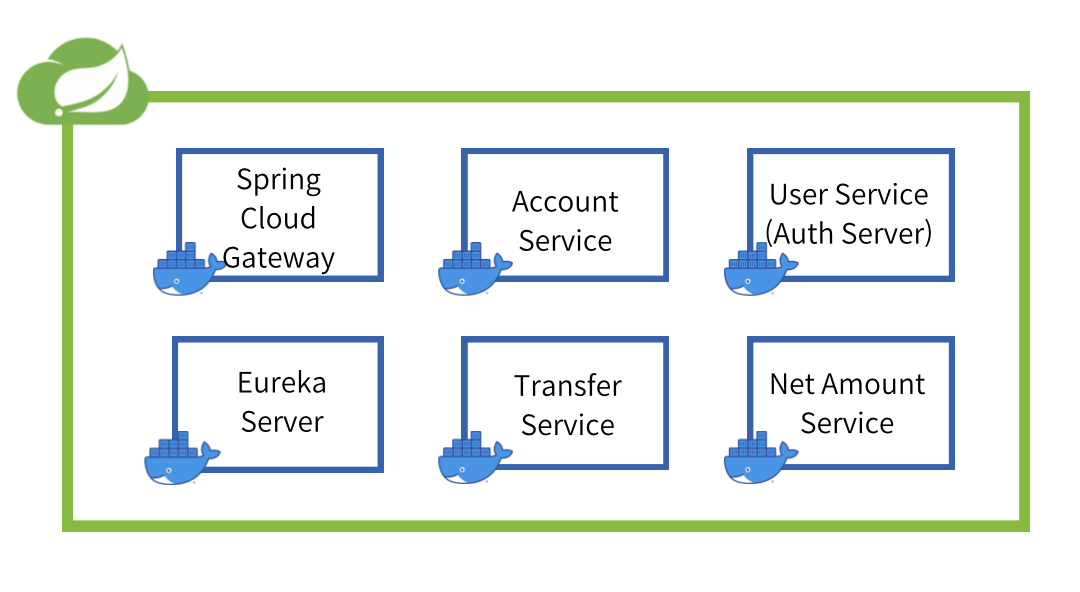 Spring
Cloud
Gateway
Account
Service
User Service
(Auth Server)
Eureka
Server
Transfer
Service
Net Amount
Service